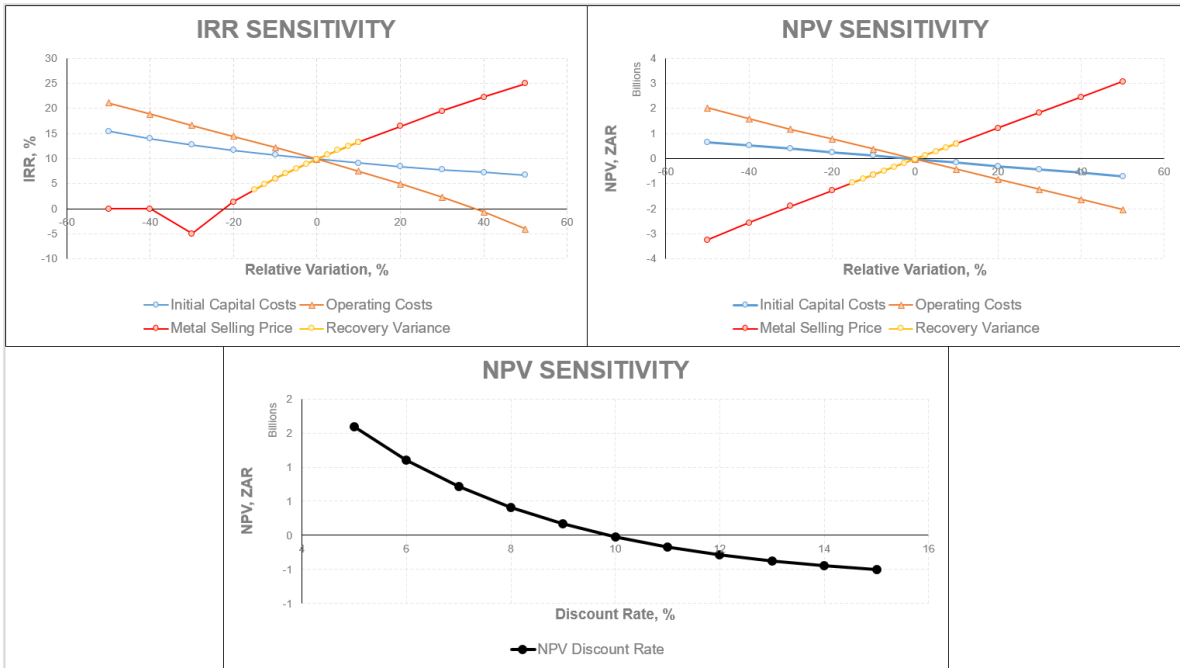 IRR SENSITIVITY
30
25
20
15
10
5
0
-5
-10
IRR, %
-60
-40
-20
0
20
40
60
Relative Variation, %
Initial Capital Costs
Operating Costs
Metal Selling Price
Recovery Variance
NPV SENSITIVITY
Billions
4
3
2
1
0
-1
-2
-3
-4
NPV, ZAR
-60
-40
-20
0
20
40
60
Relative Variation, %
Initial Capital Costs
Operating Costs
Metal Selling Price
Recovery Variance
NPV SENSITIVITY
Billions
2
2
1
1
0
-1
-1
NPV, ZAR
4
6
8
10
12
14
16
Discount Rate, %
NPV Discount Rate